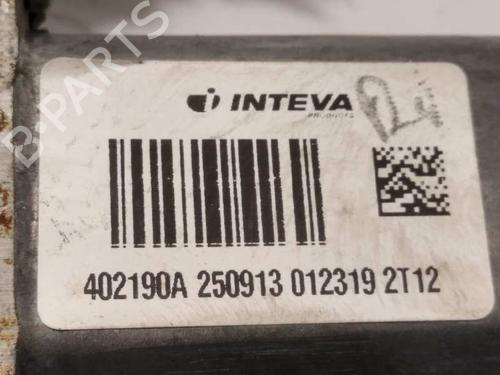 INTEVA
PRODUCTS
402190A 250913 012319 2T12
B-PARTS